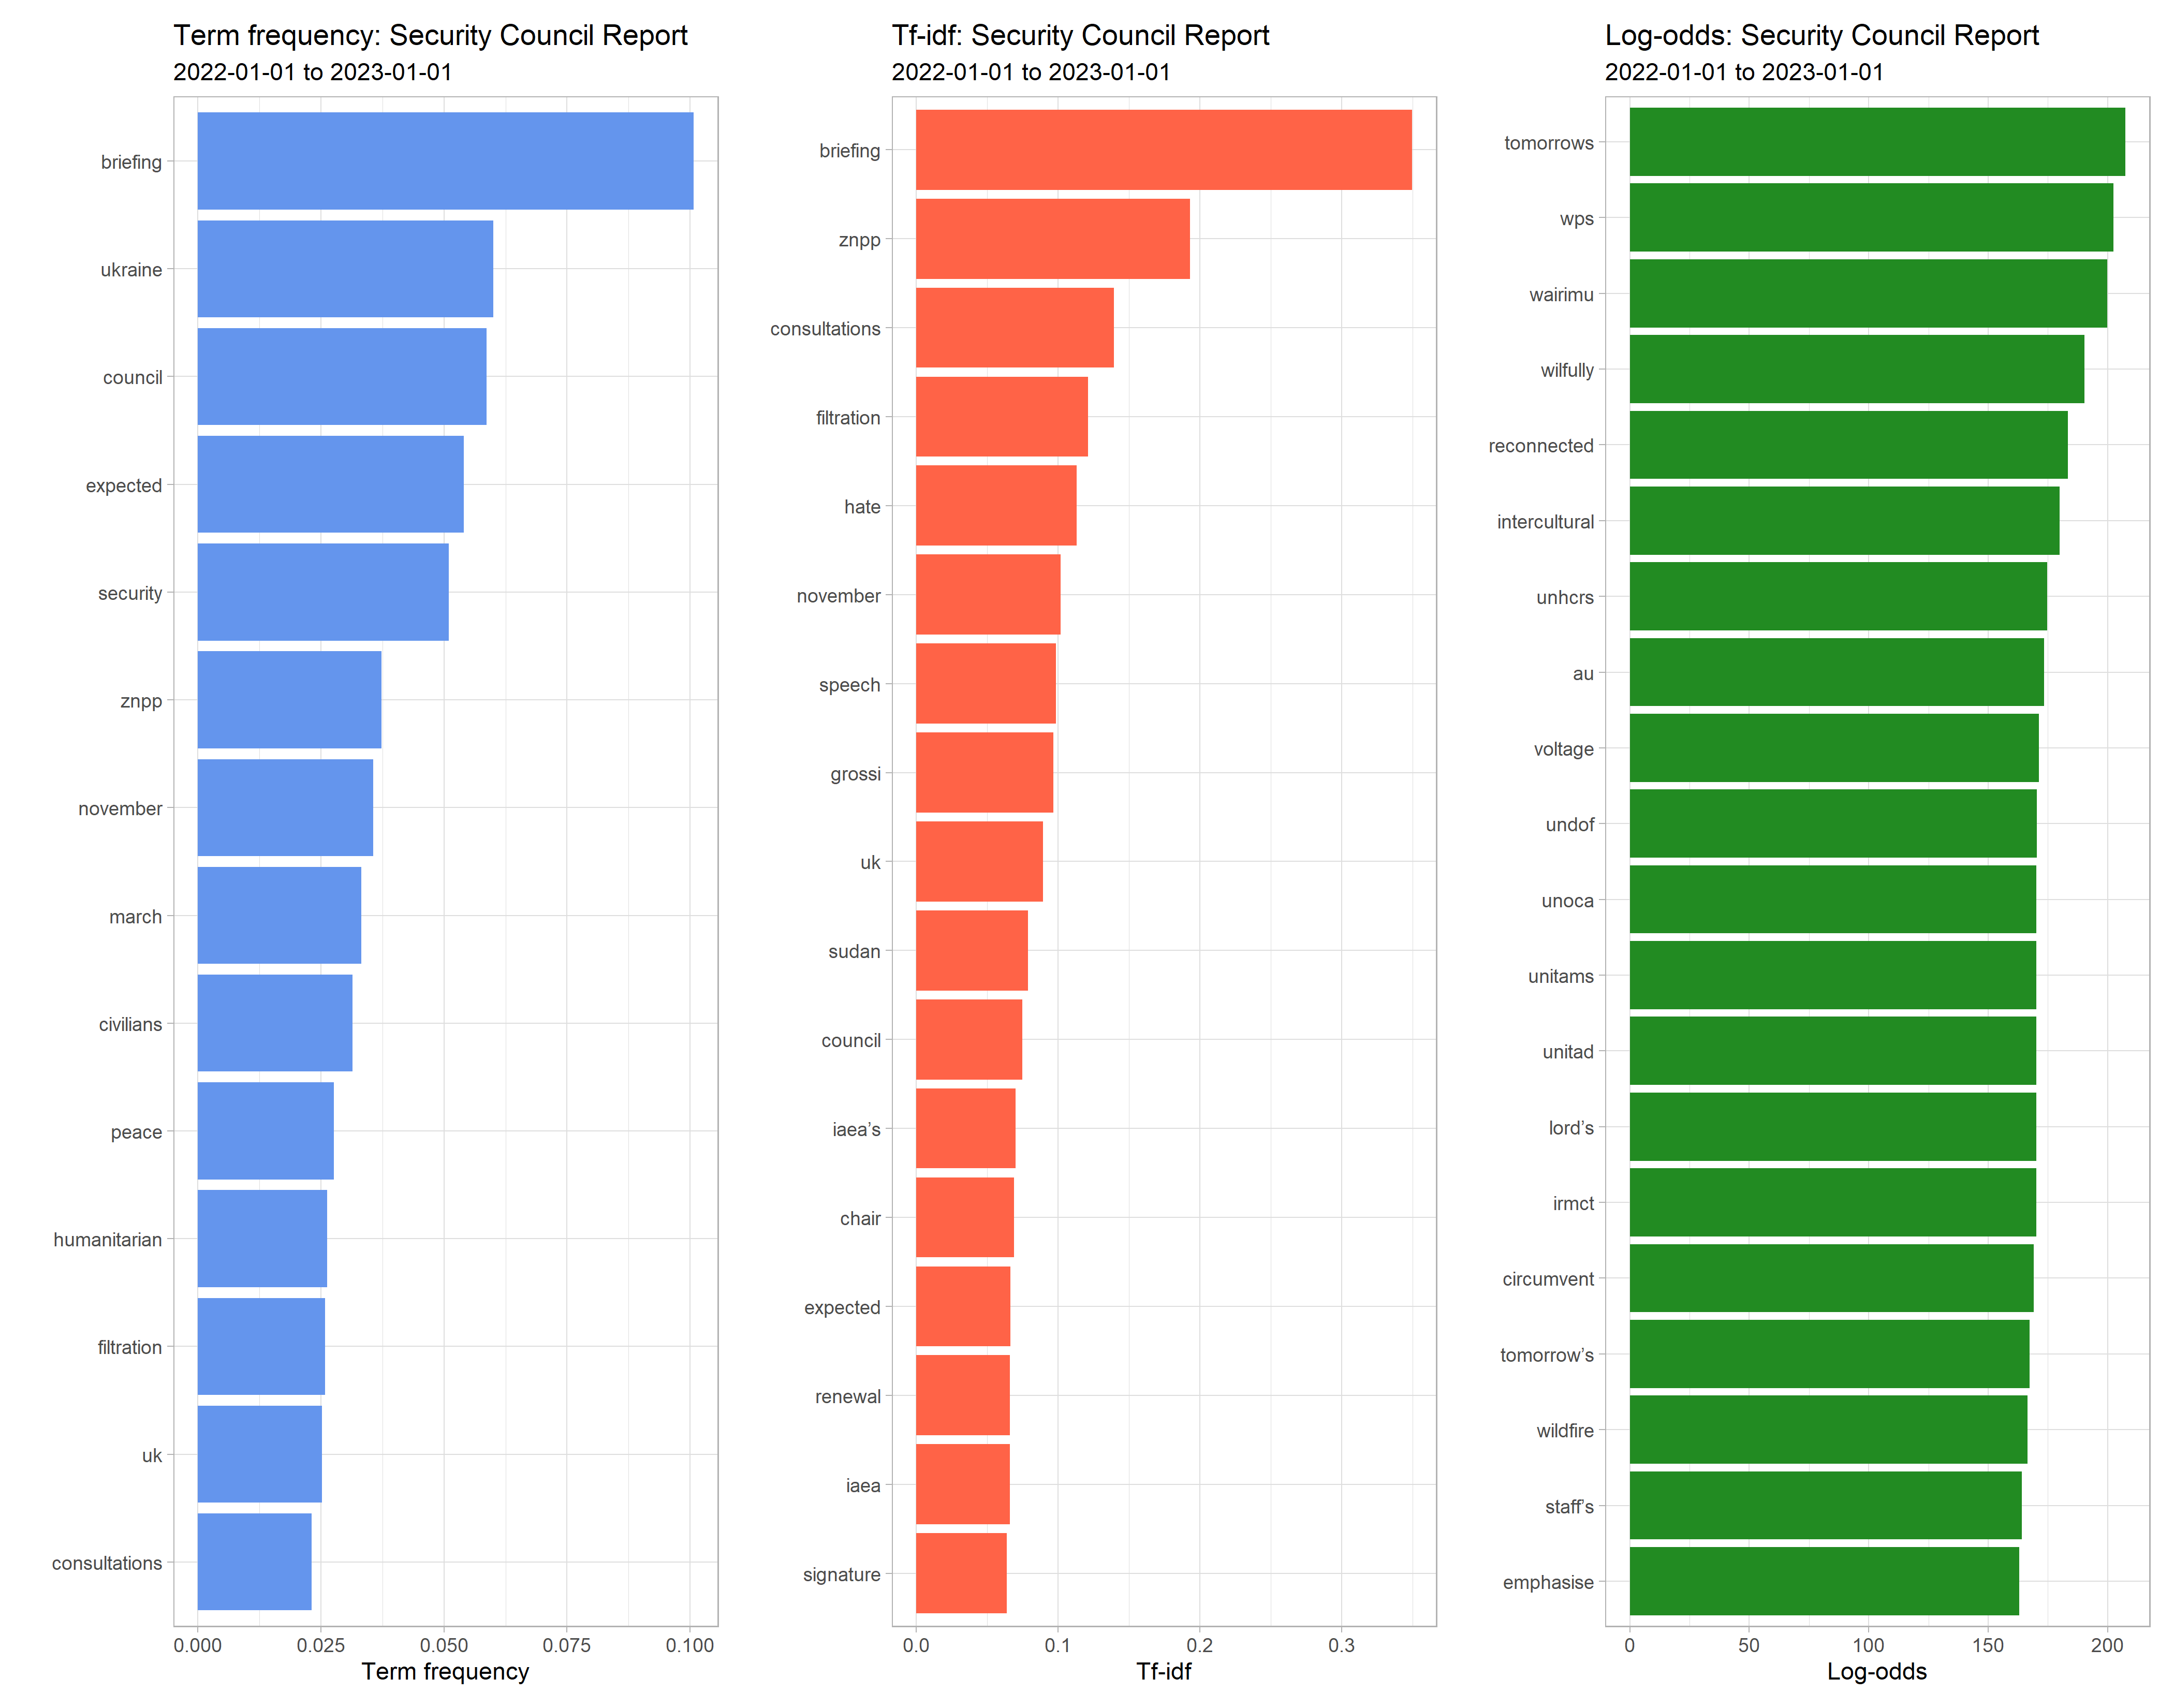 Term frequency: Security Council Report
2022-01-01 to 2023-01-01
briefing
ukraine
council
expected
security
znpp
november
march
civilians
peace
humanitarian
filtration
uk
consultations
0.000 0.025 0.050 0.075 0.100
Term frequency
Tf-idf: Security Council Report
2022-01-01 to 2023-01-01
briefing
znpp
consultations
filtration
hate
november
speech
grossi
uk
sudan
council
iaea’s
chair
expected
renewal
iaea
signature
0.0 0.1 0.2 0.3
Tf-idf
Log-odds: Security Council Report
2022-01-01 to 2023-01-01
tomorrows
wps
wairimu
wilfully
reconnected
intercultural
unhcrs
au
voltage
undof
unoca
unitams
unitad
lord’s
irmct
circumvent
tomorrow’s
wildfire
staff’s
emphasise
0 50 100 150 200
Log-odds